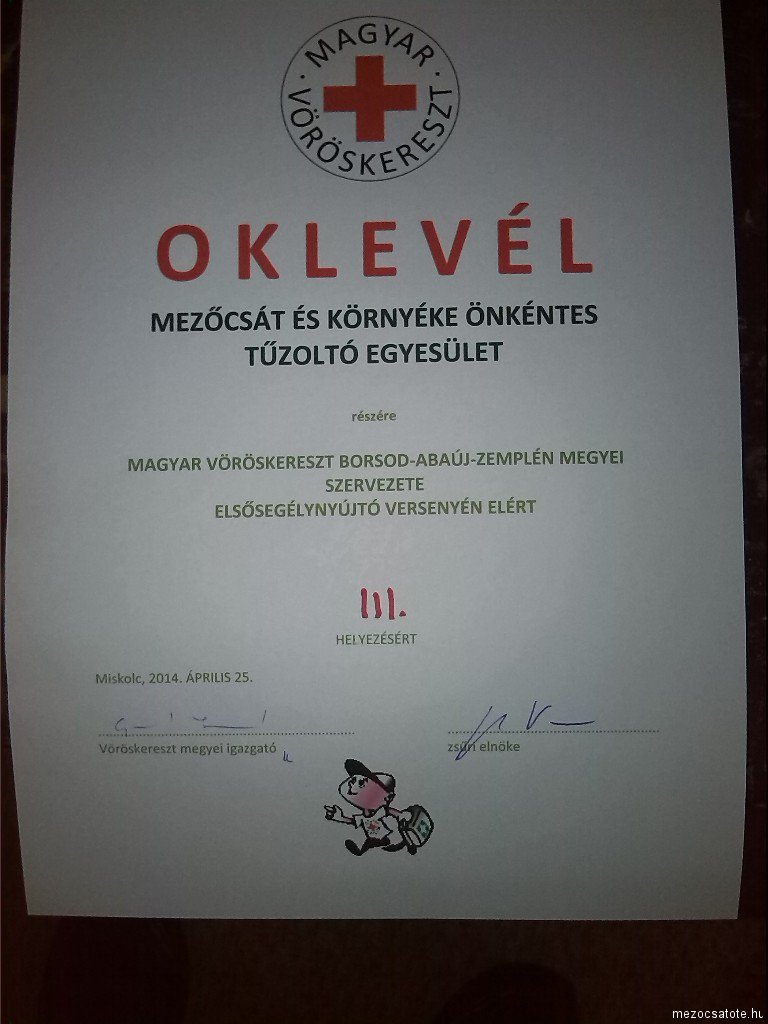 · MAGYAR ·
VÖRÖSKERESZT
OKLEVÉL
MEZŐCSÁT ÉS KÖRNYÉKE ÖNKÉNTES
TŰZOLTÓ EGYESÜLET
részére
MAGYAR VÖRÖSKERESZT BORSOD-ABAÚJ-ZEMPLÉN MEGYEI
SZERVEZETE
ELSŐSEGÉLYNYÚJTÓ VERSENYÉN ELÉRT
III.
HELYEZÉSÉRT
Miskolc, 2014. ÁPRILIS 25.
Vöröskereszt megyei igazgató
zsűri elnöke
mezocsatote.hu